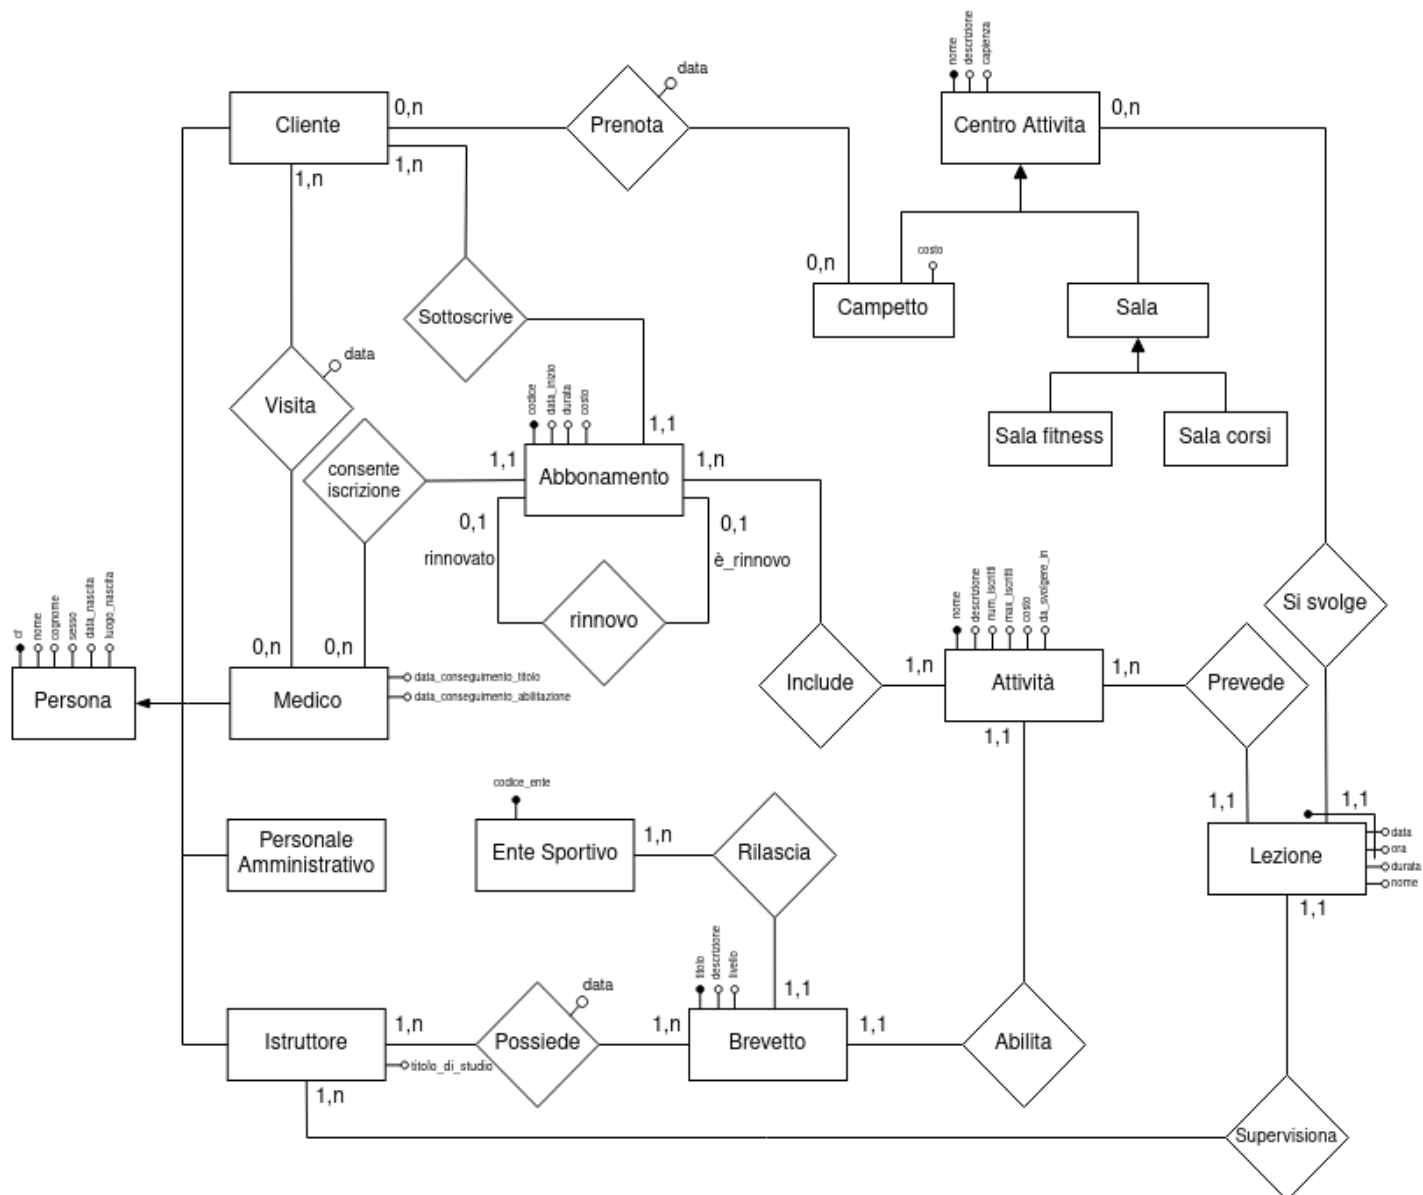 nome
descrizione
capienza
data
Cliente
0,n
Prenota
Centro Attivita
0,n
1,n
1,n
costo
0,n
Campetto
Sala
Sottoscrive
data
Visita
codice
data_inizio
durata
costo
1,1
Sala fitness
Sala corsi
consente
iscrizione
1,1
Abbonamento
1,n
0,1
0,1
rinnovato
è_rinnovo
rinnovo
nome
descrizione
num_iscritti
max_iscritti
costo
da_svolgere_in
Si svolge
cf
nome
cognome
sesso
data_nascita
luogo_nascita
0,n
0,n
1,n
1,n
Persona
Medico
data_conseguimento_titolo
data_conseguimento_abilitazione
Include
Attività
Prevede
1,1
codice_ente
1,1
1,1
Personale
Amministrativo
Ente Sportivo
1,n
Rilascia
Lezione
data
ora
durata
nome
1,1
titolo
descrizione
livello
data
1,1
Istruttore
1,n
Possiede
1,n
Brevetto
1,1
Abilita
titolo_di_studio
1,n
Supervisiona